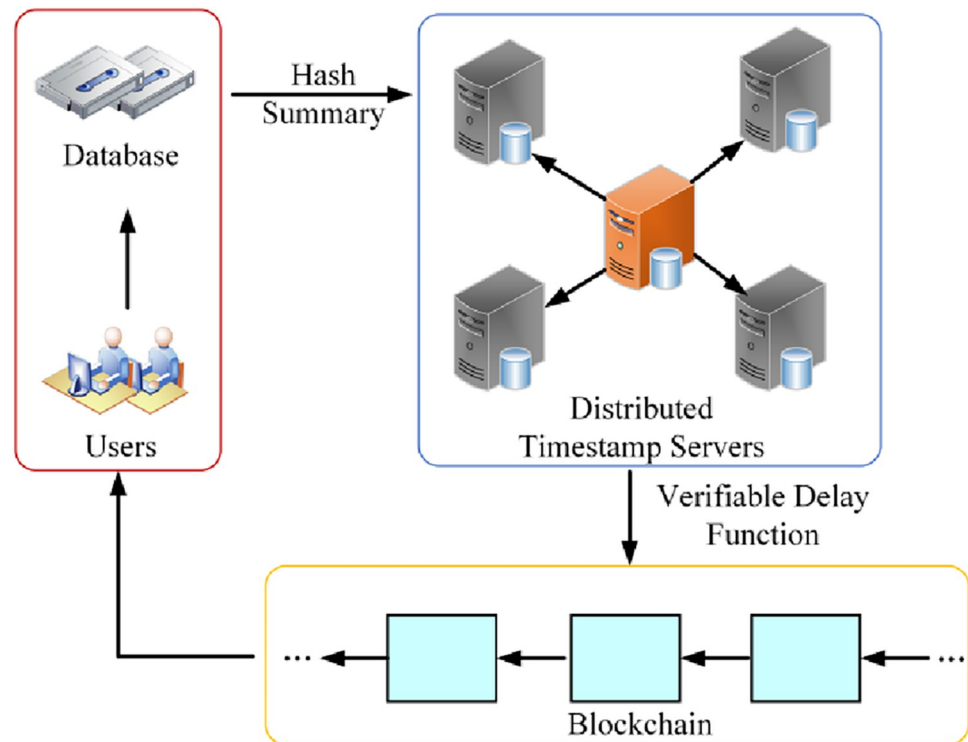 Hash
Summary
Database
Users
Distributed
Timestamp Servers
Verifiable Delay
Function
...
...
Blockchain